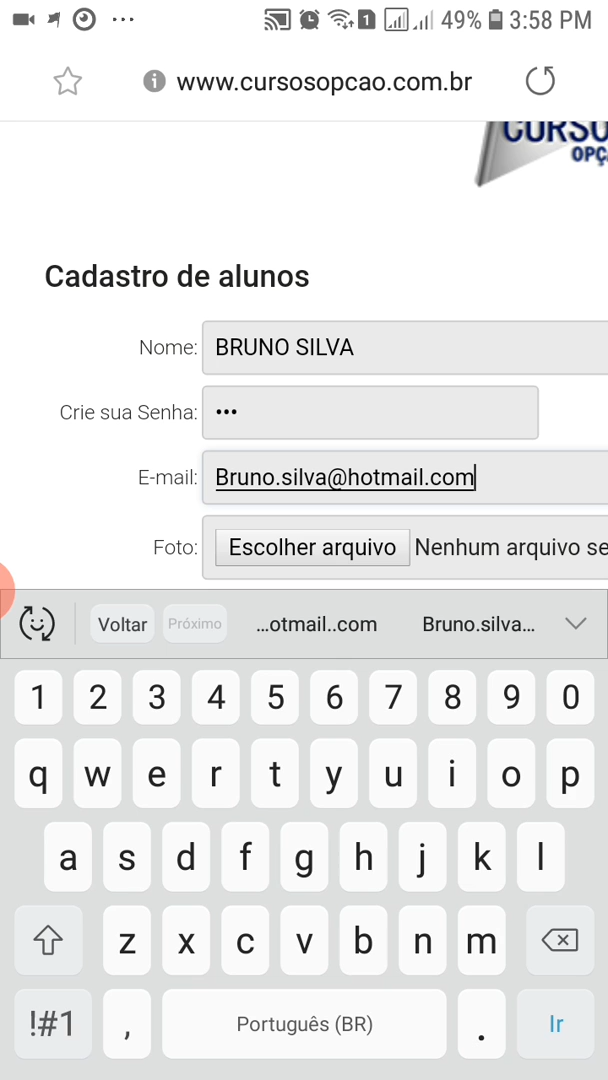 49% 3:58 PM
www.cursosopcao.com.br
CURSO
OPÇ
Cadastro de alunos
Nome: BRUNO SILVA
Crie sua Senha: •••
E-mail: Bruno.silva@hotmail.com
Foto: Escolher arquivo Nenhum arquivo se
Voltar Próximo ...otmail..com Bruno.silva...
1 2 3 4 5 6 7 8 9 0
q w e r t y u i o p
a s d f g h j k l
z x c v b n m
!#1 , Português (BR) . Ir